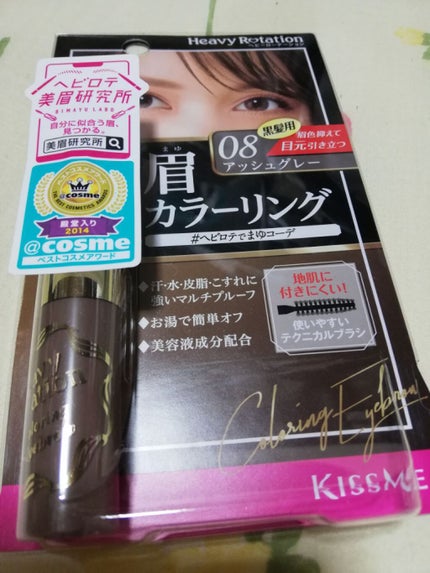 Heavy Rotation
ヘビーローテーション
ヘビロテ
美眉研究所
BIMAYU LABO
自分に似合う眉、
見つかる。
美眉研究所
@cosme
THE BEST COSMETICS AWARDS
殿堂入り
2014
@cosme
ベストコスメアワード
黒髪用
眉色抑えて
目元引き立つ
08
アッシュグレー
まゆ
眉
カラーリング
#ヘビロテでまゆコーデ
◆汗・水・皮脂・こすれに
強いマルチプルーフ
◆お湯で簡単オフ
◆美容液成分配合
地肌に
付きにくい!
使いやすい
テクニカルブラシ
Coloring Eyebrow
KISSME